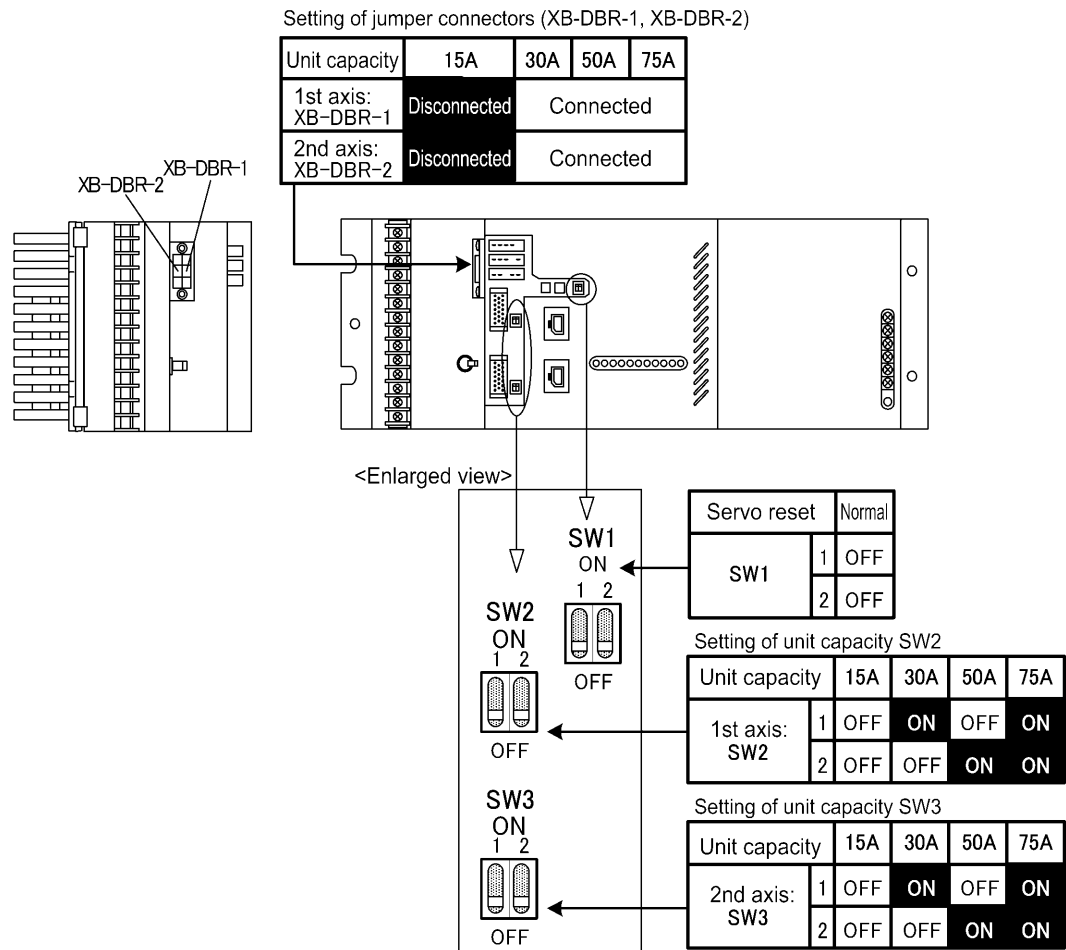 Setting of jumper connectors (XB-DBR-1, XB-DBR-2)
Unit capacity 15A 30A 50A 75A
1st axis: XB-DBR-1 Disconnected Connected
2nd axis: XB-DBR-2 Disconnected Connected
XB-DBR-2
XB-DBR-1
<Enlarged view>
SW1
ON
1 2
OFF
SW2
ON
1 2
OFF
SW3
ON
1 2
OFF
Servo reset Normal
SW1 1 OFF
2 OFF
Setting of unit capacity SW2
Unit capacity 15A 30A 50A 75A
1st axis: SW2 1 OFF ON OFF ON
2 OFF OFF ON ON
Setting of unit capacity SW3
Unit capacity 15A 30A 50A 75A
2nd axis: SW3 1 OFF ON OFF ON
2 OFF OFF ON ON